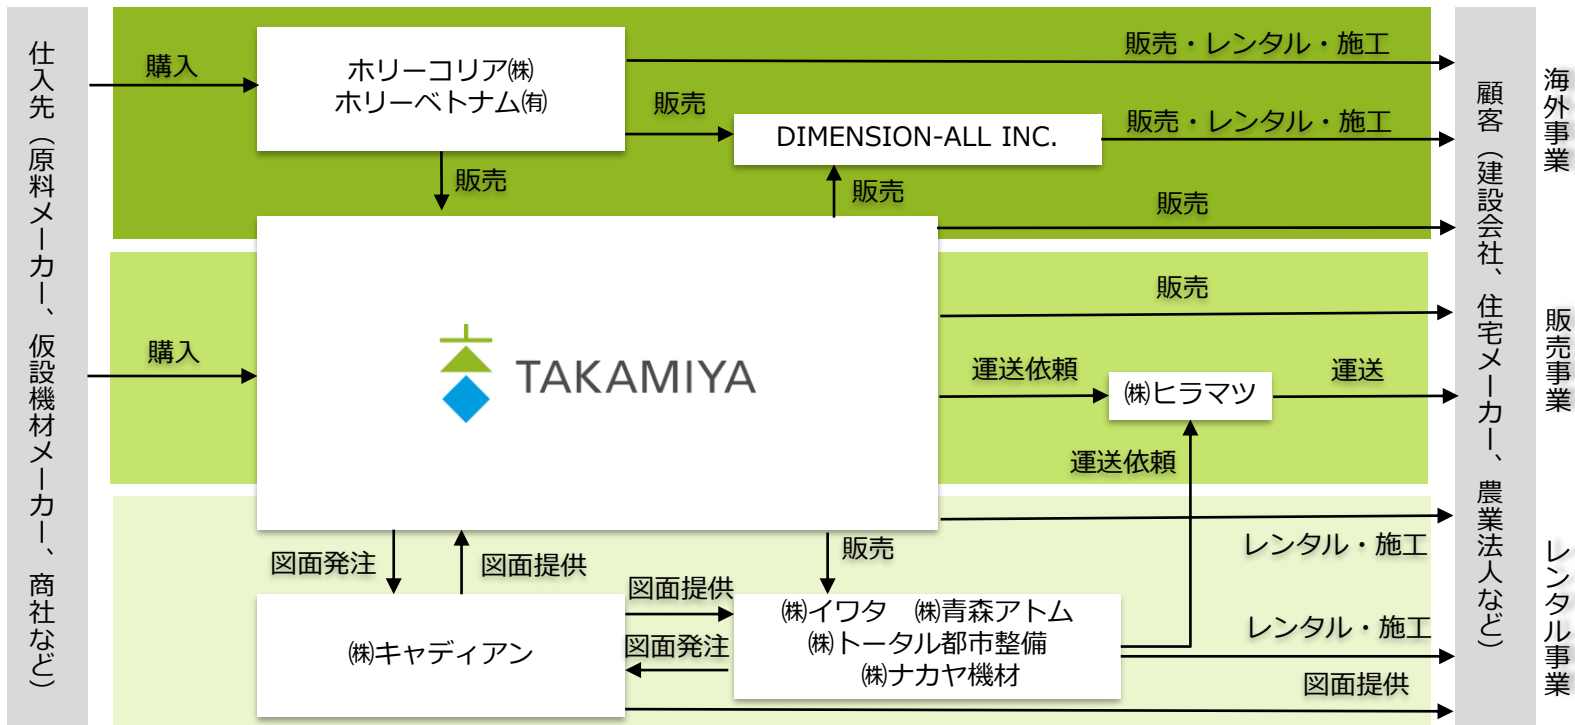 仕入先（原料メーカー、仮設機材メーカー、商社など）
購入
ホリーコリア㈱
ホリーベトナム㈲
販売・レンタル・施工
販売
DIMENSION-ALL INC.
販売・レンタル・施工
販売
販売
販売
購入
TAKAMIYA
販売
運送依頼
㈱ヒラマツ
運送
運送依頼
図面発注
図面提供
販売
レンタル・施工
㈱キャディアン
図面提供
図面発注
㈱イワタ　㈱青森アトム
㈱トータル都市整備
㈱ナカヤ機材
レンタル・施工
図面提供
顧客（建設会社、住宅メーカー、農業法人など）
海外事業
販売事業
レンタル事業